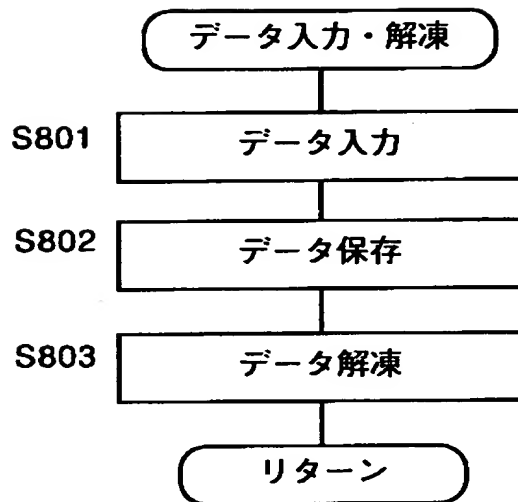 データ入力・解凍
S801
データ入力
S802
データ保存
S803
データ解凍
リターン